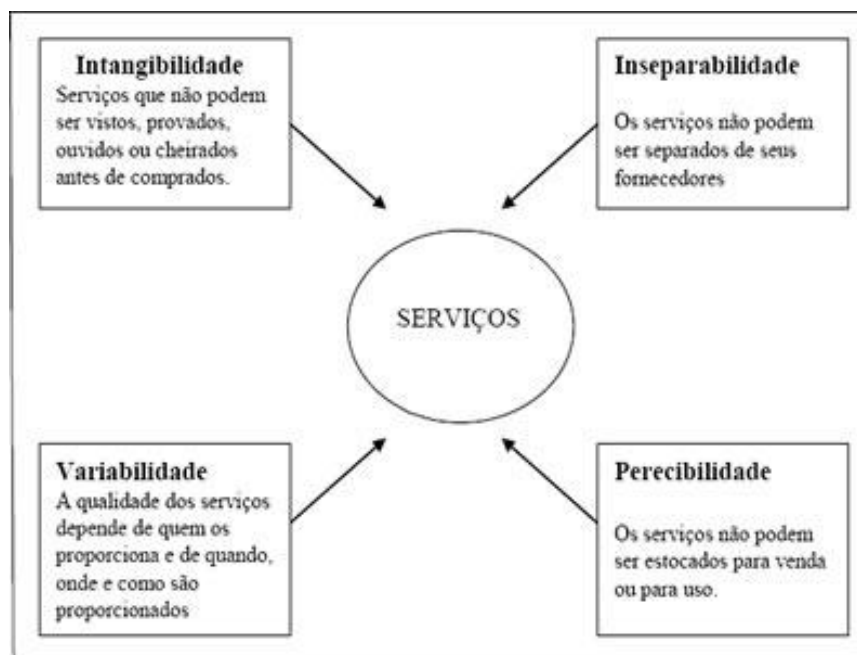 Intangibilidade
Serviços que não podem
ser vistos, provados,
ouvidos ou cheirados
antes de comprados.
Inseparabilidade
Os serviços não podem
ser separados de seus
fornecedores
SERVIÇOS
Variabilidade
A qualidade dos serviços
depende de quem os
proporciona e de quando,
onde e como são
proporcionados
Perecibilidade
Os serviços não podem
ser estocados para venda
ou para uso.